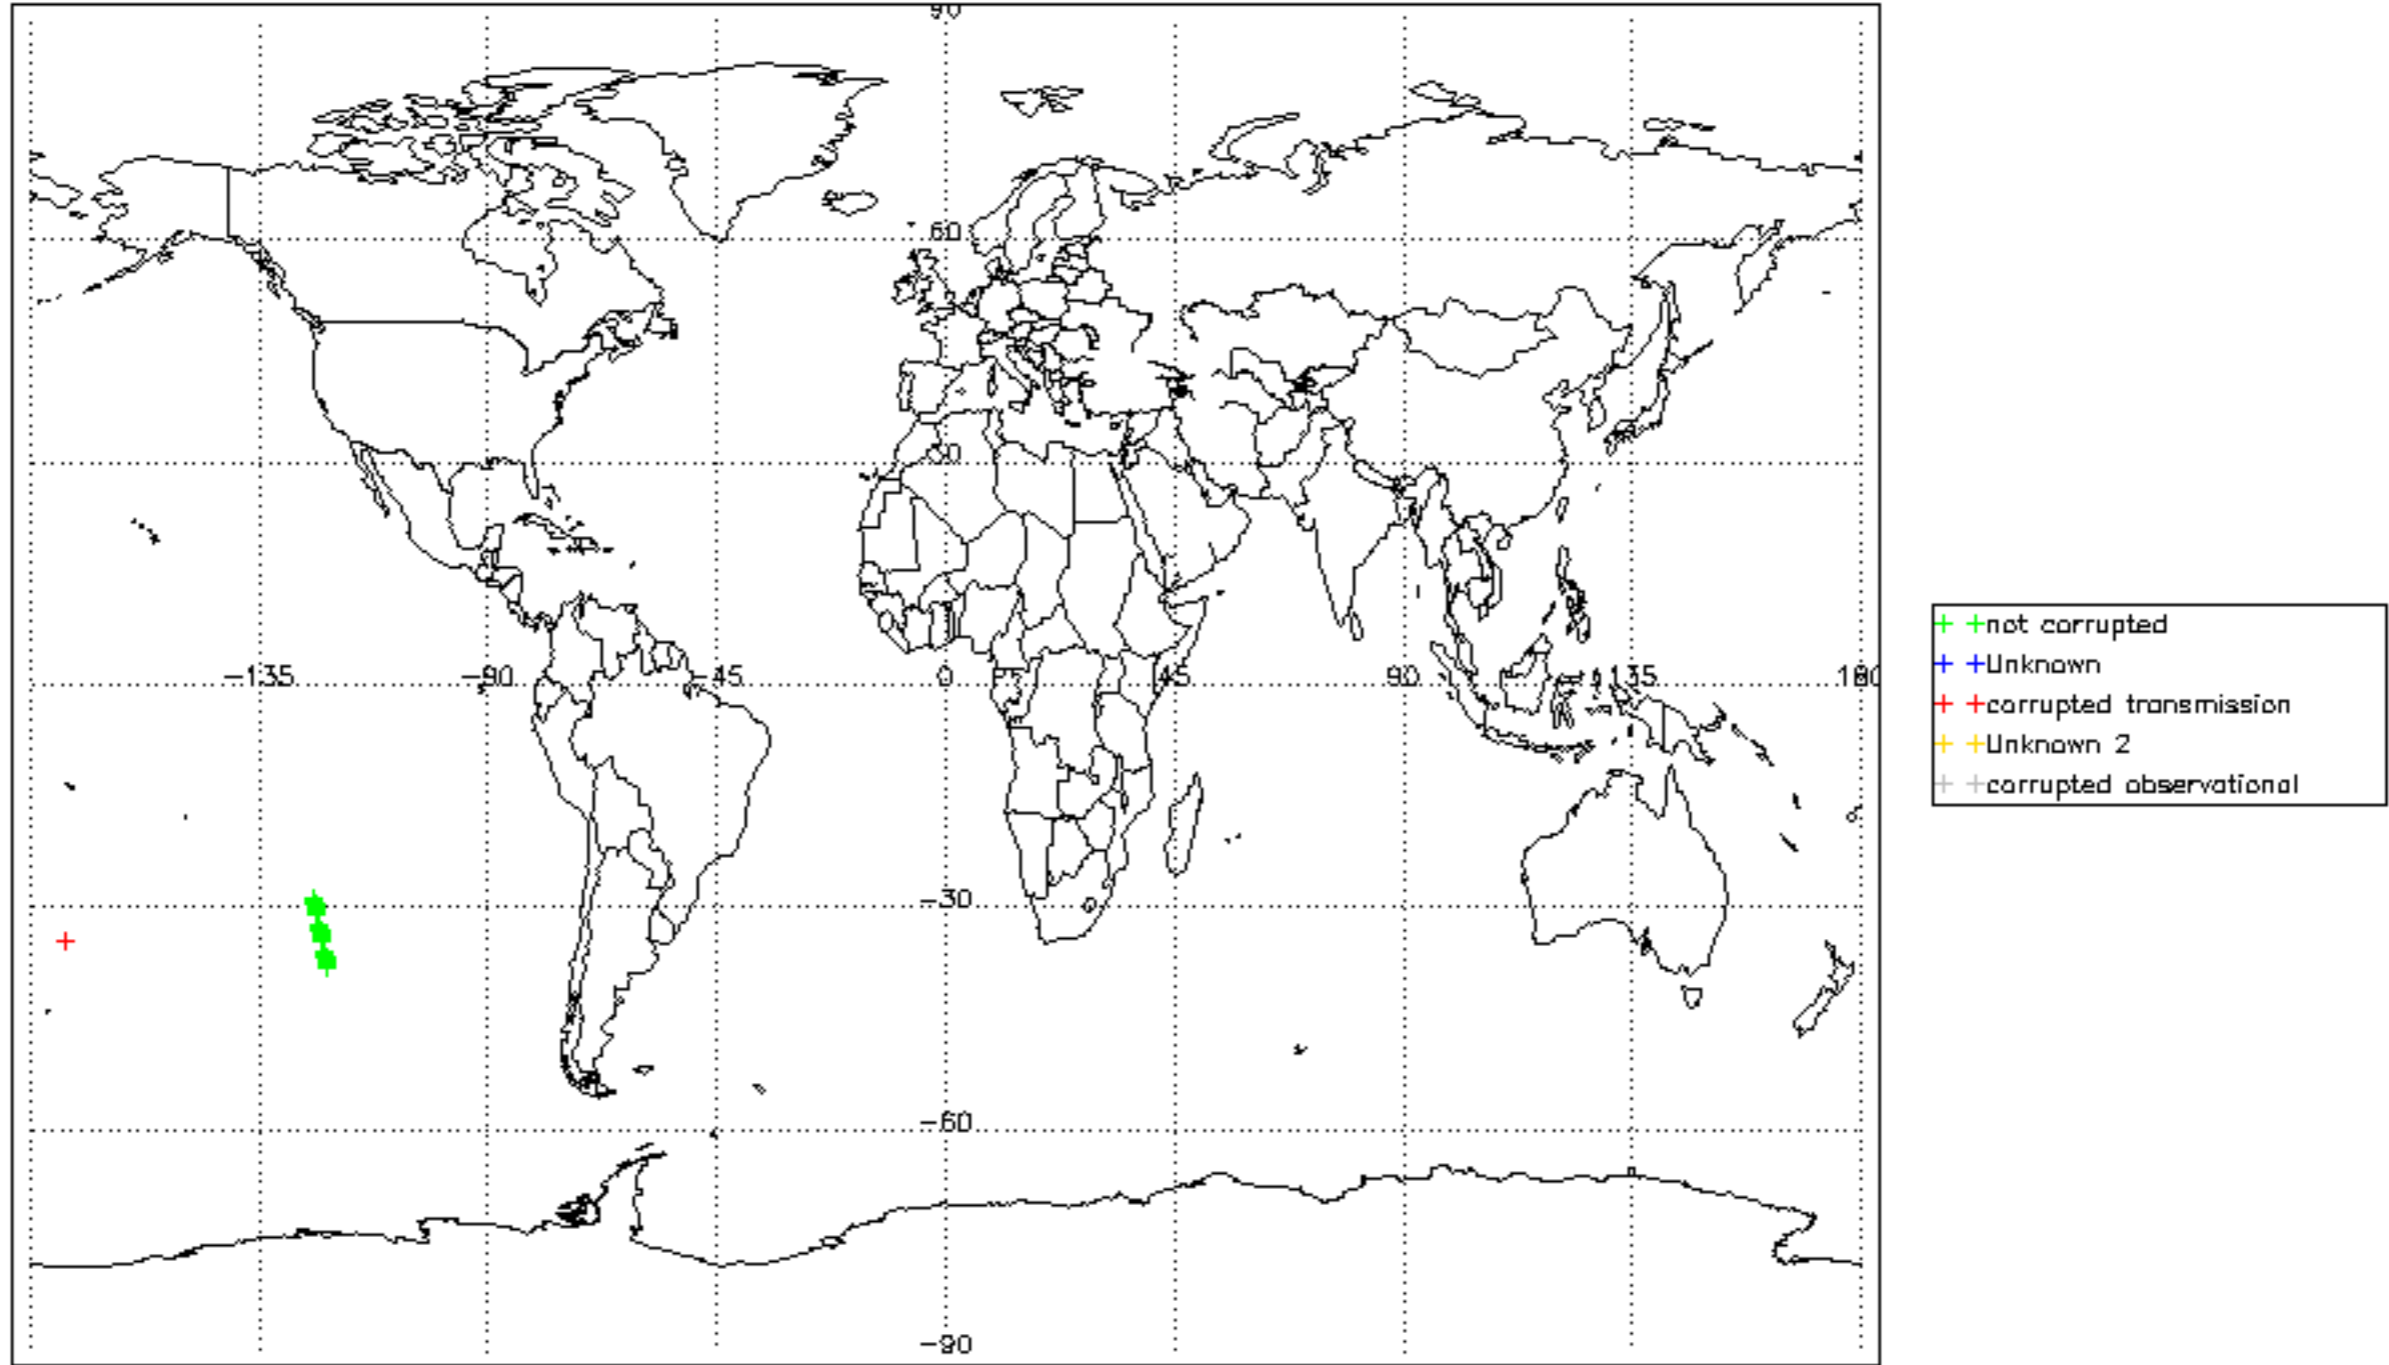 90
60
30
-135 -90 -45 0 45 90 135 180
-30
-60
-90
not corrupted
Unknown
corrupted transmission
Unknown 2
corrupted observational